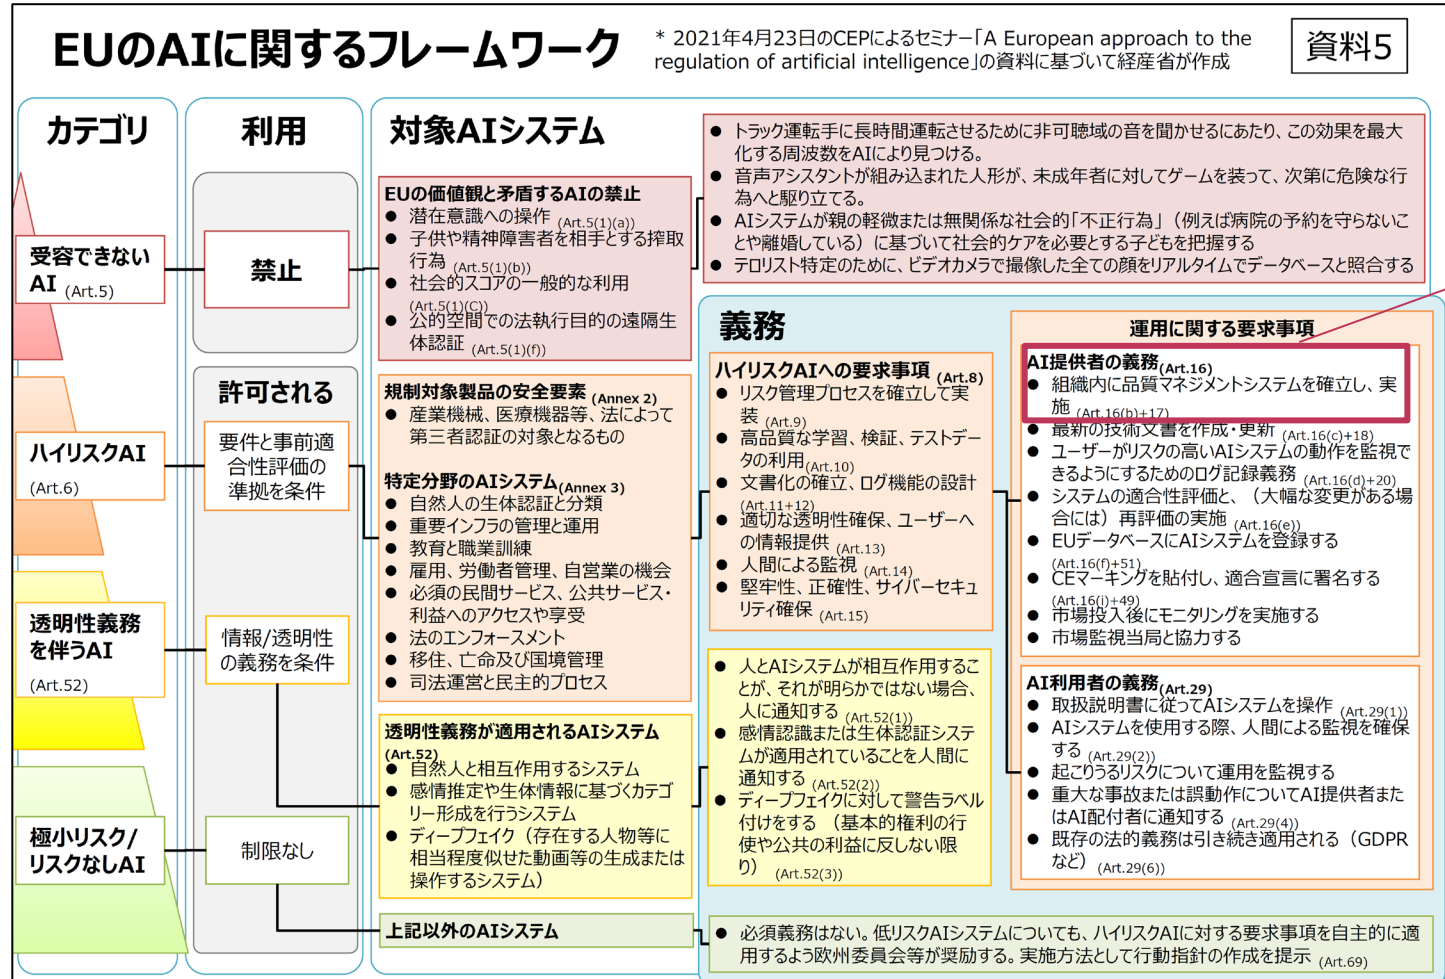 EUのAIに関するフレームワーク
* 2021年4月23日のCEPによるセミナー「A European approach to the
regulation of artificial intelligence」の資料に基づいて経産省が作成
資料5
カテゴリ
利用
対象AIシステム
受容できない
AI (Art.5)
禁止
EUの価値観と矛盾するAIの禁止
● 潜在意識への操作 (Art.5(1)(a))
● 子供や精神障害者を相手とする搾取
行為 (Art.5(1)(b))
● 社会的スコアの一般的な利用
(Art.5(1)(C))
● 公的空間での法執行目的の遠隔生
体認証 (Art.5(1)(f))
● トラック運転手に長時間運転させるために非可聴域の音を聞かせるにあたり、この効果を最大
化する周波数をAIにより見つける。
● 音声アシスタントが組み込まれた人形が、未成年者に対してゲームを装って、次第に危険な行
為へと駆り立てる。
● AIシステムが親の軽微または無関係な社会的「不正行為」（例えば病院の予約を守らないこ
とや離婚している）に基づいて社会的ケアを必要とする子どもを把握する
● テロリスト特定のために、ビデオカメラで撮像した全ての顔をリアルタイムでデータベースと照合する
ハイリスクAI
(Art.6)
許可される
要件と事前適
合性評価の
準拠を条件
規制対象製品の安全要素 (Annex 2)
● 産業機械、医療機器等、法によって
第三者認証の対象となるもの
特定分野のAIシステム(Annex 3)
● 自然人の生体認証と分類
● 重要インフラの管理と運用
● 教育と職業訓練
● 雇用、労働者管理、自営業の機会
● 必須の民間サービス、公共サービス・
利益へのアクセスや享受
● 法のエンフォースメント
● 移住、亡命及び国境管理
● 司法運営と民主的プロセス
義務
ハイリスクAIへの要求事項 (Art.8)
● リスク管理プロセスを確立して実
装 (Art.9)
● 高品質な学習、検証、テストデー
タの利用(Art.10)
● 文書化の確立、ログ機能の設計
(Art.11+12)
● 適切な透明性確保、ユーザーへ
の情報提供 (Art.13)
● 人間による監視 (Art.14)
● 堅牢性、正確性、サイバーセキュ
リティ確保 (Art.15)
運用に関する要求事項
AI提供者の義務(Art.16)
● 組織内に品質マネジメントシステムを確立し、実
施 (Art.16(b)+17)
● 最新の技術文書を作成・更新 (Art.16(c)+18)
● ユーザーがリスクの高いAIシステムの動作を監視で
きるようにするためのログ記録義務 (Art.16(d)+20)
● システムの適合性評価と、（大幅な変更がある場
合には）再評価の実施 (Art.16(e))
● EUデータベースにAIシステムを登録する
(Art.16(f)+51)
● CEマーキングを貼付し、適合宣言に署名する
(Art.16(i)+49)
● 市場投入後にモニタリングを実施する
● 市場監視当局と協力する
AI利用者の義務(Art.29)
● 取扱説明書に従ってAIシステムを操作 (Art.29(1))
● AIシステムを使用する際、人間による監視を確保
する (Art.29(2))
● 起こりうるリスクについて運用を監視する
● 重大な事故または誤動作についてAI提供者また
はAI配付者に通知する (Art.29(4))
● 既存の法的義務は引き続き適用される（GDPR
など） (Art.29(6))
透明性義務
を伴うAI
(Art.52)
情報/透明性
の義務を条件
透明性義務が適用されるAIシステム
(Art.52)
● 自然人と相互作用するシステム
● 感情推定や生体情報に基づくカテゴ
リー形成を行うシステム
● ディープフェイク（存在する人物等に
相当程度似せた動画等の生成または
操作するシステム）
● 人とAIシステムが相互作用するこ
とが、それが明らかではない場合、
人に通知する (Art.52(1))
● 感情認識または生体認証システ
ムが適用されていることを人間に
通知する (Art.52(2))
● ディープフェイクに対して警告ラベル
付けをする （基本的権利の行
使や公共の利益に反しない限
り） (Art.52(3))
極小リスク/
リスクなしAI
制限なし
上記以外のAIシステム
● 必須義務はない。低リスクAIシステムについても、ハイリスクAIに対する要求事項を自主的に適
用するよう欧州委員会等が奨励する。実施方法として行動指針の作成を提示 (Art.69)